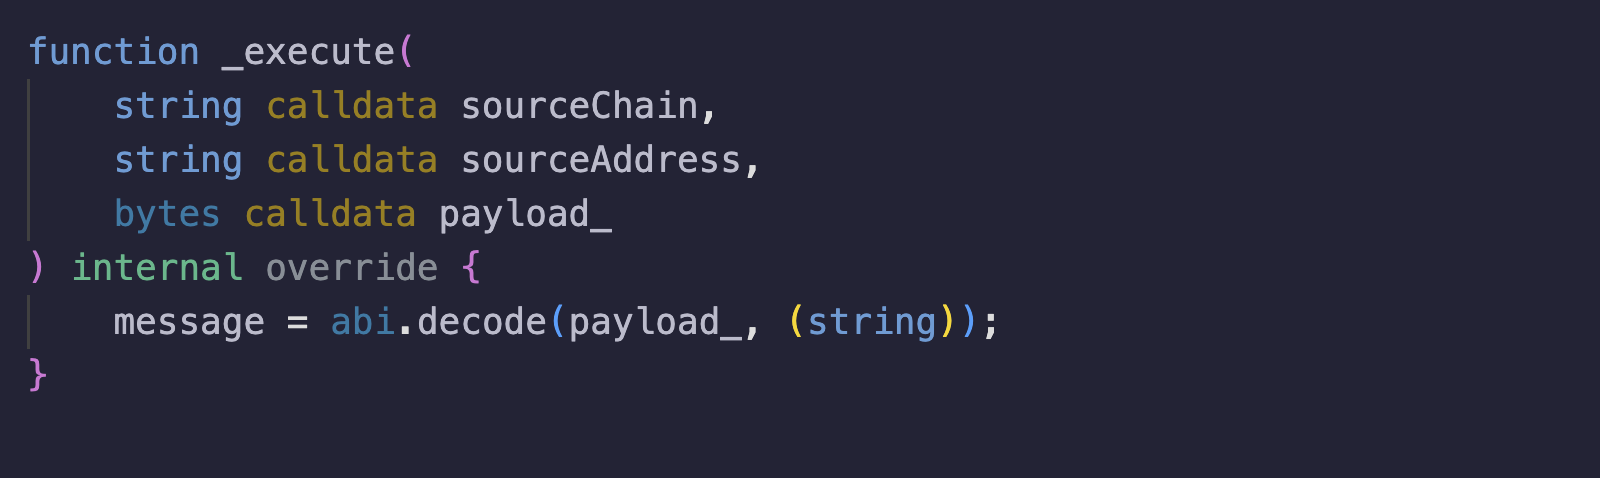 function _execute(
    string calldata sourceChain,
    string calldata sourceAddress,
    bytes calldata payload_
) internal override {
    message = abi.decode(payload_, (string));
}